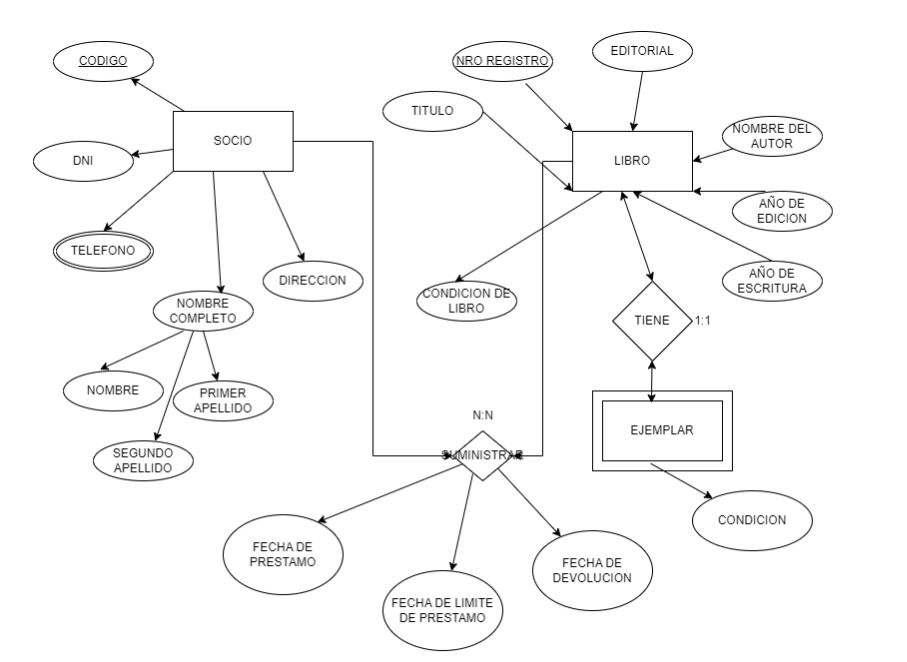 CODIGO
NRO REGISTRO
EDITORIAL
TITULO
NOMBRE DEL
AUTOR
SOCIO
LIBRO
DNI
AÑO DE
EDICION
TELEFONO
DIRECCION
AÑO DE
ESCRITURA
CONDICION DE
LIBRO
NOMBRE
COMPLETO
TIENE
1:1
NOMBRE
PRIMER
APELLIDO
N:N
EJEMPLAR
SEGUNDO
APELLIDO
SUMINISTRAR
CONDICION
FECHA DE
PRESTAMO
FECHA DE
DEVOLUCION
FECHA DE LIMITE
DE PRESTAMO